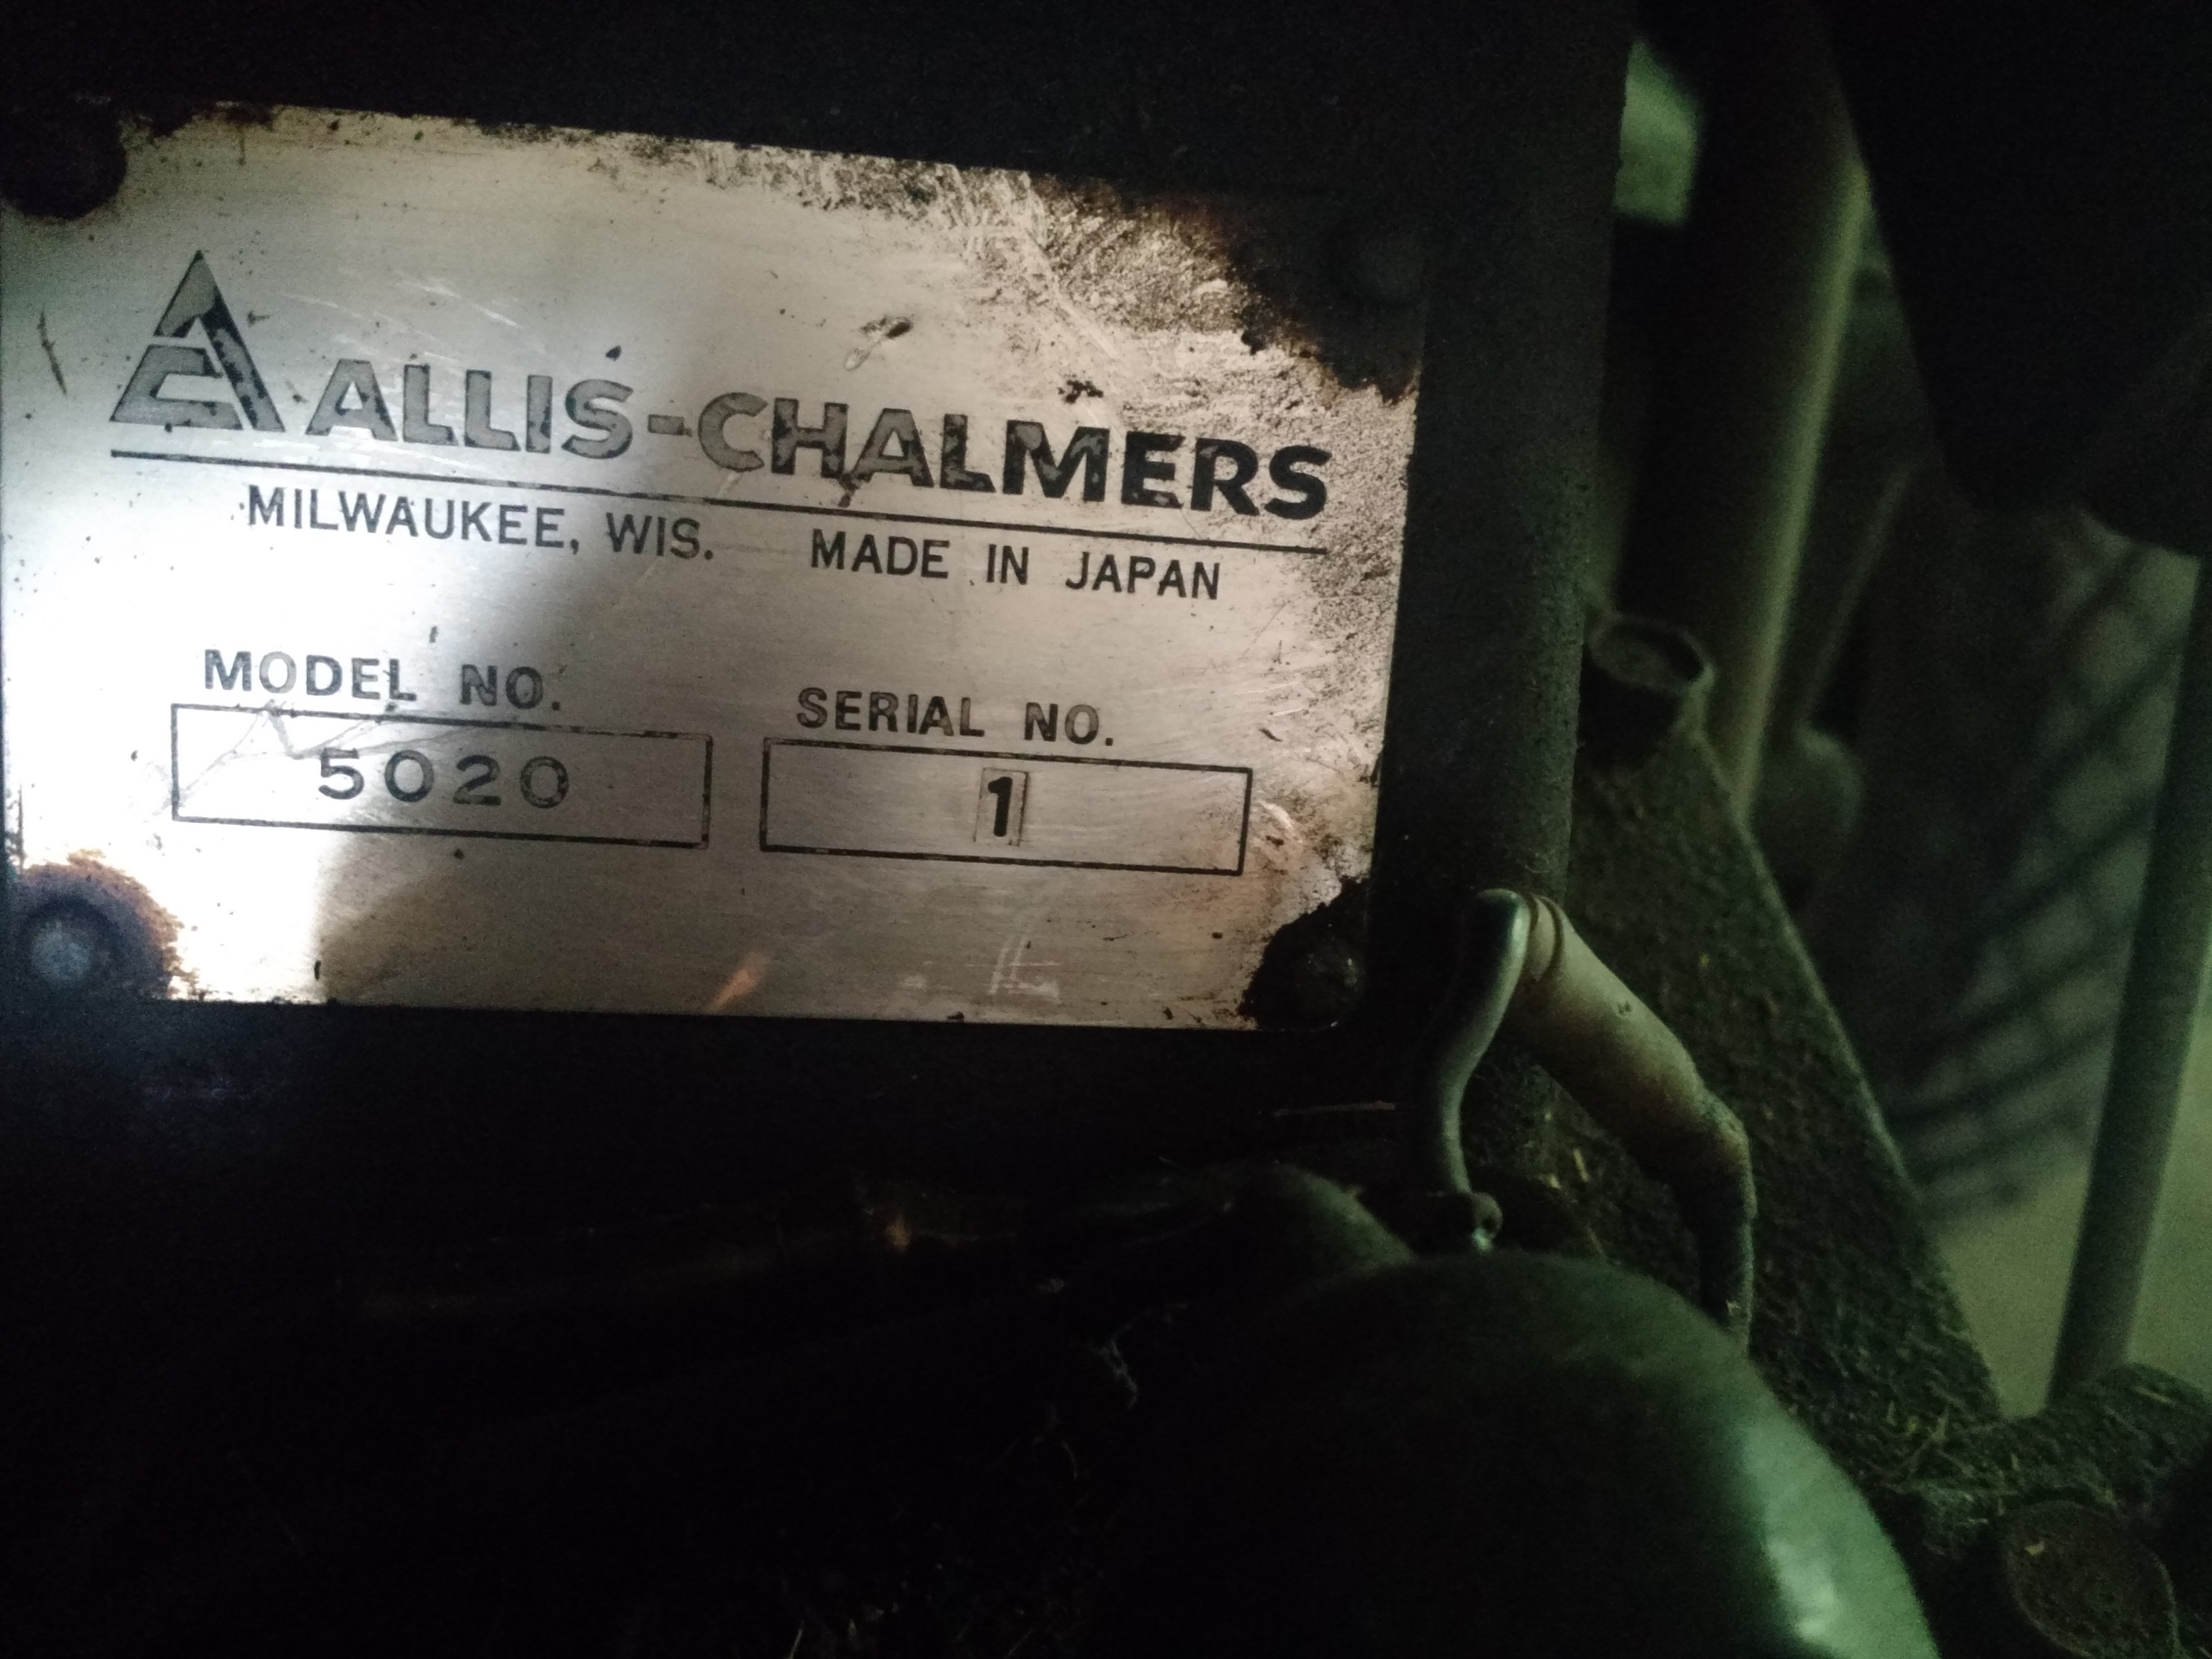 ALLIS-CHALMERS
MILWAUKEE, WIS. MADE IN JAPAN
MODEL NO. SERIAL NO.
5020 1